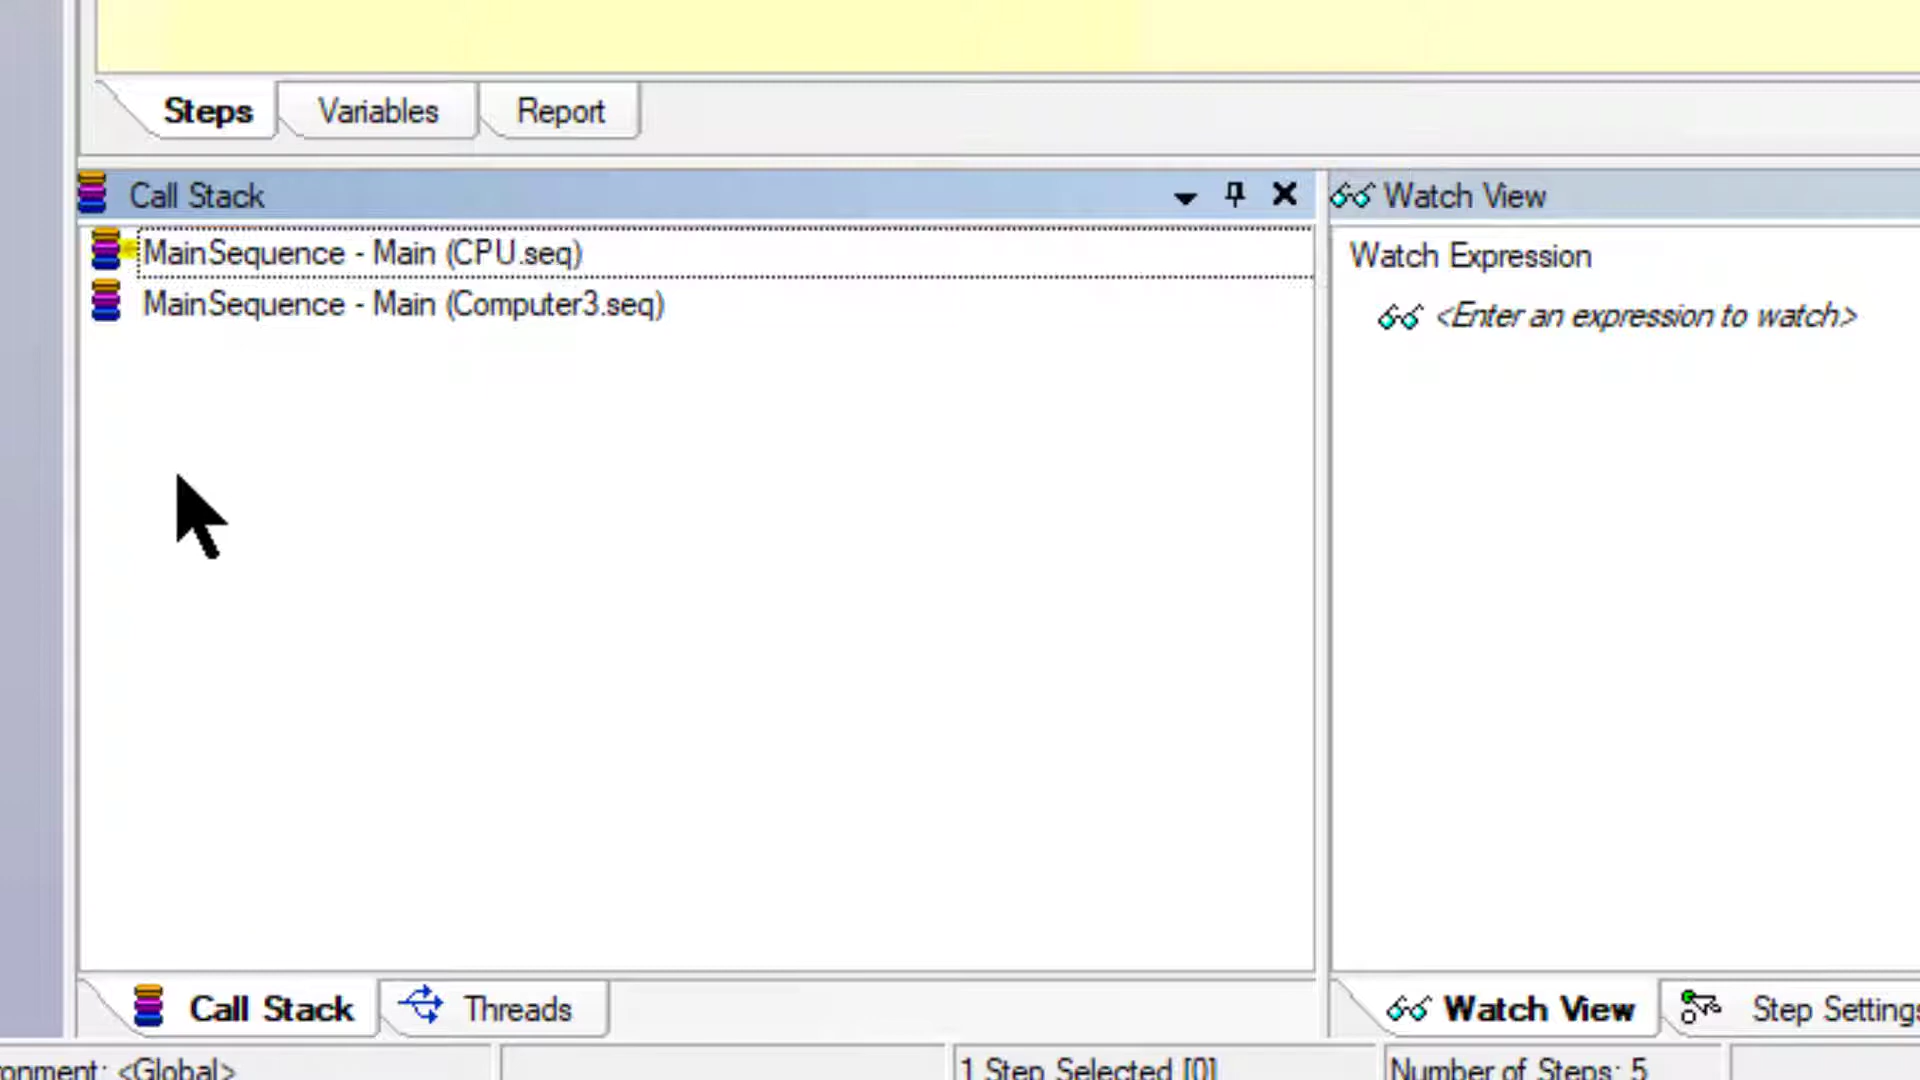 Steps Variables Report
Call Stack
MainSequence - Main (CPU.seq)
MainSequence - Main (Computer3.seq)
Watch View
Watch Expression
<Enter an expression to watch>
Call Stack Threads
Watch View Step Settings
onment: <Global> 1 Step Selected [0] Number of Steps: 5